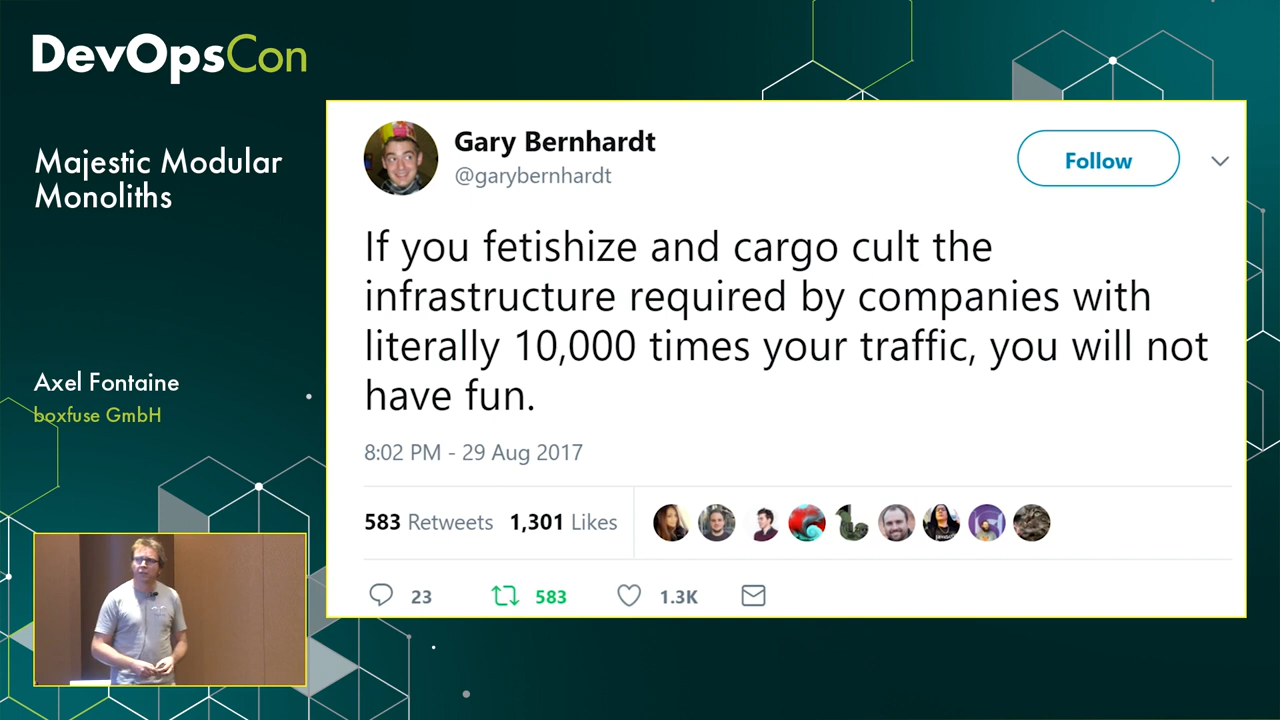 DevOpsCon
Majestic Modular
Monoliths
Axel Fontaine
boxfuse GmbH
Gary Bernhardt
@garybernhardt
Follow
If you fetishize and cargo cult the
infrastructure required by companies with
literally 10,000 times your traffic, you will not
have fun.
8:02 PM - 29 Aug 2017
583 Retweets 1,301 Likes
23 583 1.3K